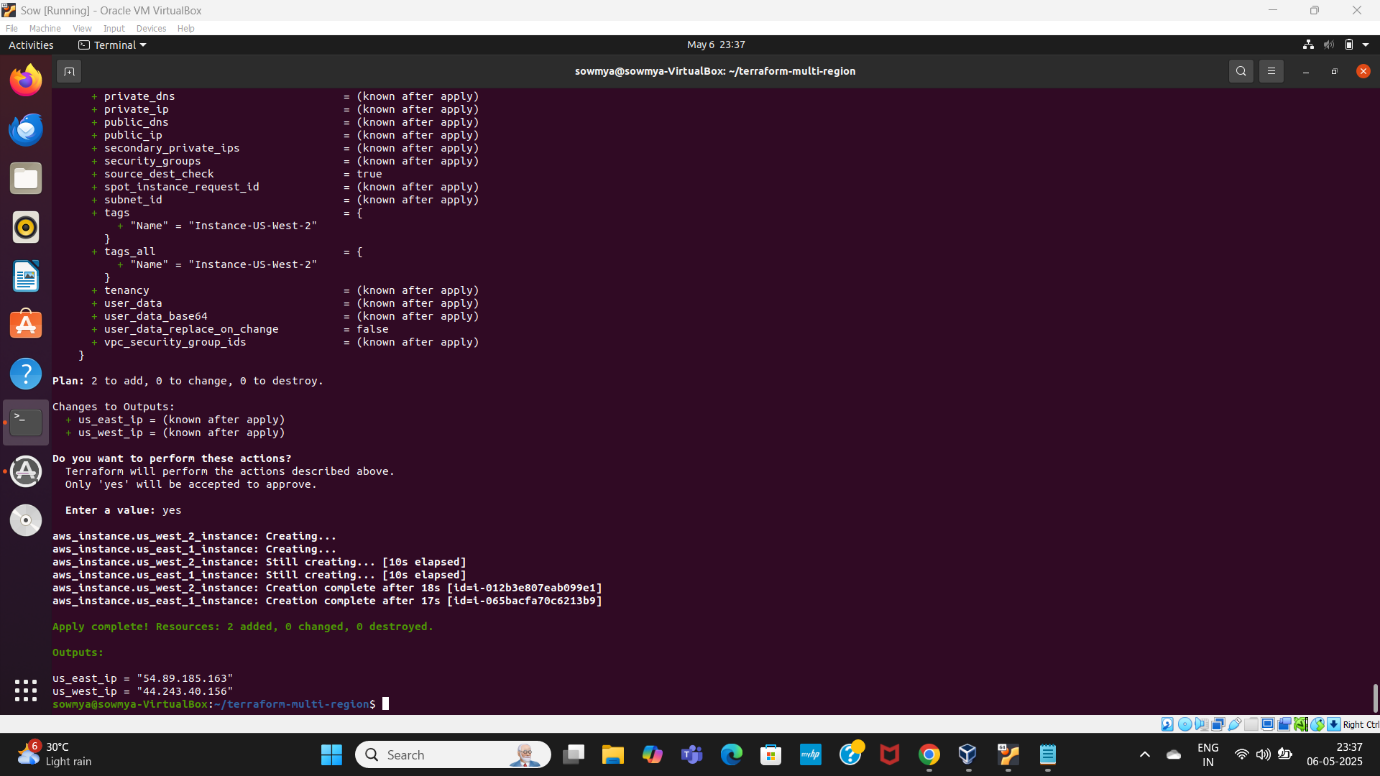 Sow [Running] - Oracle VM VirtualBox
File Machine View Input Devices Help
Activities Terminal May 6 23:37
sowmya@sowmya-VirtualBox: ~/terraform-multi-region
+ private_dns = (known after apply)
+ private_ip = (known after apply)
+ public_dns = (known after apply)
+ public_ip = (known after apply)
+ secondary_private_ips = (known after apply)
+ security_groups = (known after apply)
+ source_dest_check = true
+ spot_instance_request_id = (known after apply)
+ subnet_id = (known after apply)
+ tags = {
+ "Name" = "Instance-US-West-2"
}
+ tags_all = {
+ "Name" = "Instance-US-West-2"
}
+ tenancy = (known after apply)
+ user_data = (known after apply)
+ user_data_base64 = (known after apply)
+ user_data_replace_on_change = false
+ vpc_security_group_ids = (known after apply)
}
Plan: 2 to add, 0 to change, 0 to destroy.
Changes to Outputs:
+ us_east_ip = (known after apply)
+ us_west_ip = (known after apply)
Do you want to perform these actions?
Terraform will perform the actions described above.
Only 'yes' will be accepted to approve.
Enter a value: yes
aws_instance.us_west_2_instance: Creating...
aws_instance.us_east_1_instance: Creating...
aws_instance.us_west_2_instance: Still creating... [10s elapsed]
aws_instance.us_east_1_instance: Still creating... [10s elapsed]
aws_instance.us_west_2_instance: Creation complete after 18s [id=i-012b3e807eab099e1]
aws_instance.us_east_1_instance: Creation complete after 17s [id=i-065bacfa70c6213b9]
Apply complete! Resources: 2 added, 0 changed, 0 destroyed.
Outputs:
us_east_ip = "54.89.185.163"
us_west_ip = "44.243.40.156"
sowmya@sowmya-VirtualBox:~/terraform-multi-region$
Right Ctrl
6
30°C
Light rain
Search
myhp
ENG
IN
23:37
06-05-2025